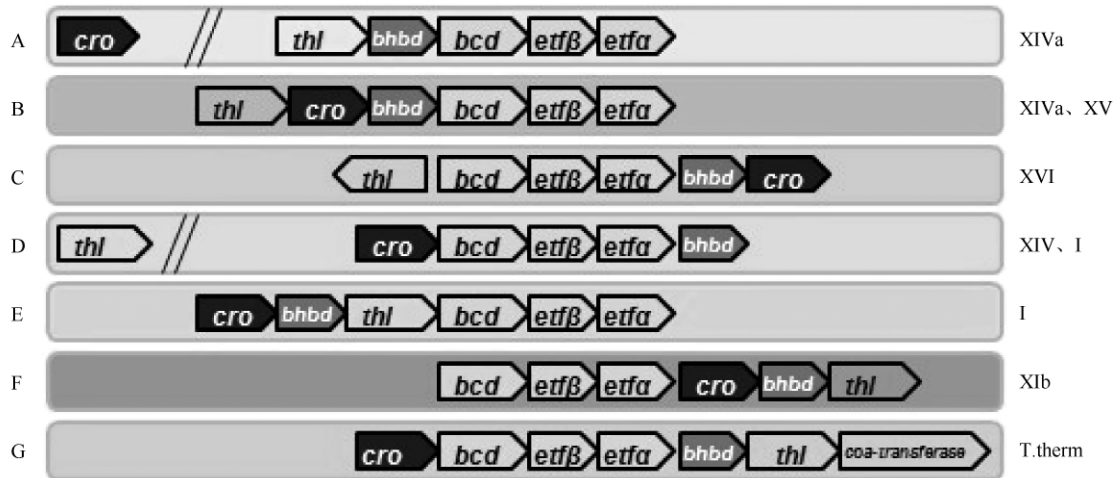 A cro thl bhbd bcd etfβ etfα XIVa
B thl cro bhbd bcd etfβ etfα XIVa、XV
C thl bcd etfβ etfα bhbd cro XVI
D thl cro bcd etfβ etfα bhbd XIV、I
E cro bhbd thl bcd etfβ etfα I
F bcd etfβ etfα cro bhbd thl XIb
G cro bcd etfβ etfα bhbd thl coa-transferase T.therm